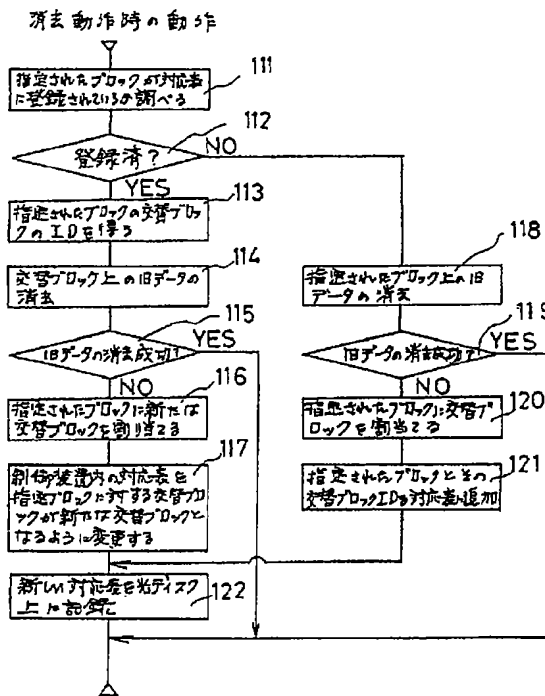 消去動作時の動作
指定されたブロックが対応表
に登録されているか調べる
111
登録済?
112
NO
YES
113
指定されたブロックの交替ブロッ
クのIDを得る
114
交替ブロック上の旧データの
消去
115
旧データの消去成功?
YES
NO
116
指定されたブロックに新たな
交替ブロックを割り当てる
117
制御装置内の対応表を
指定ブロックに対する交替ブロ
ックが新たな交替ブロックと
なるように変更する
118
指定されたブロック上の旧
データの消去
119
旧データの消去成功?
YES
NO
120
指定されたブロックに交替ブ
ロックを割当てる
121
指定されたブロックとその
交替ブロックIDを対応表に追加
新しい対応表を光ディスク
上に記録
122